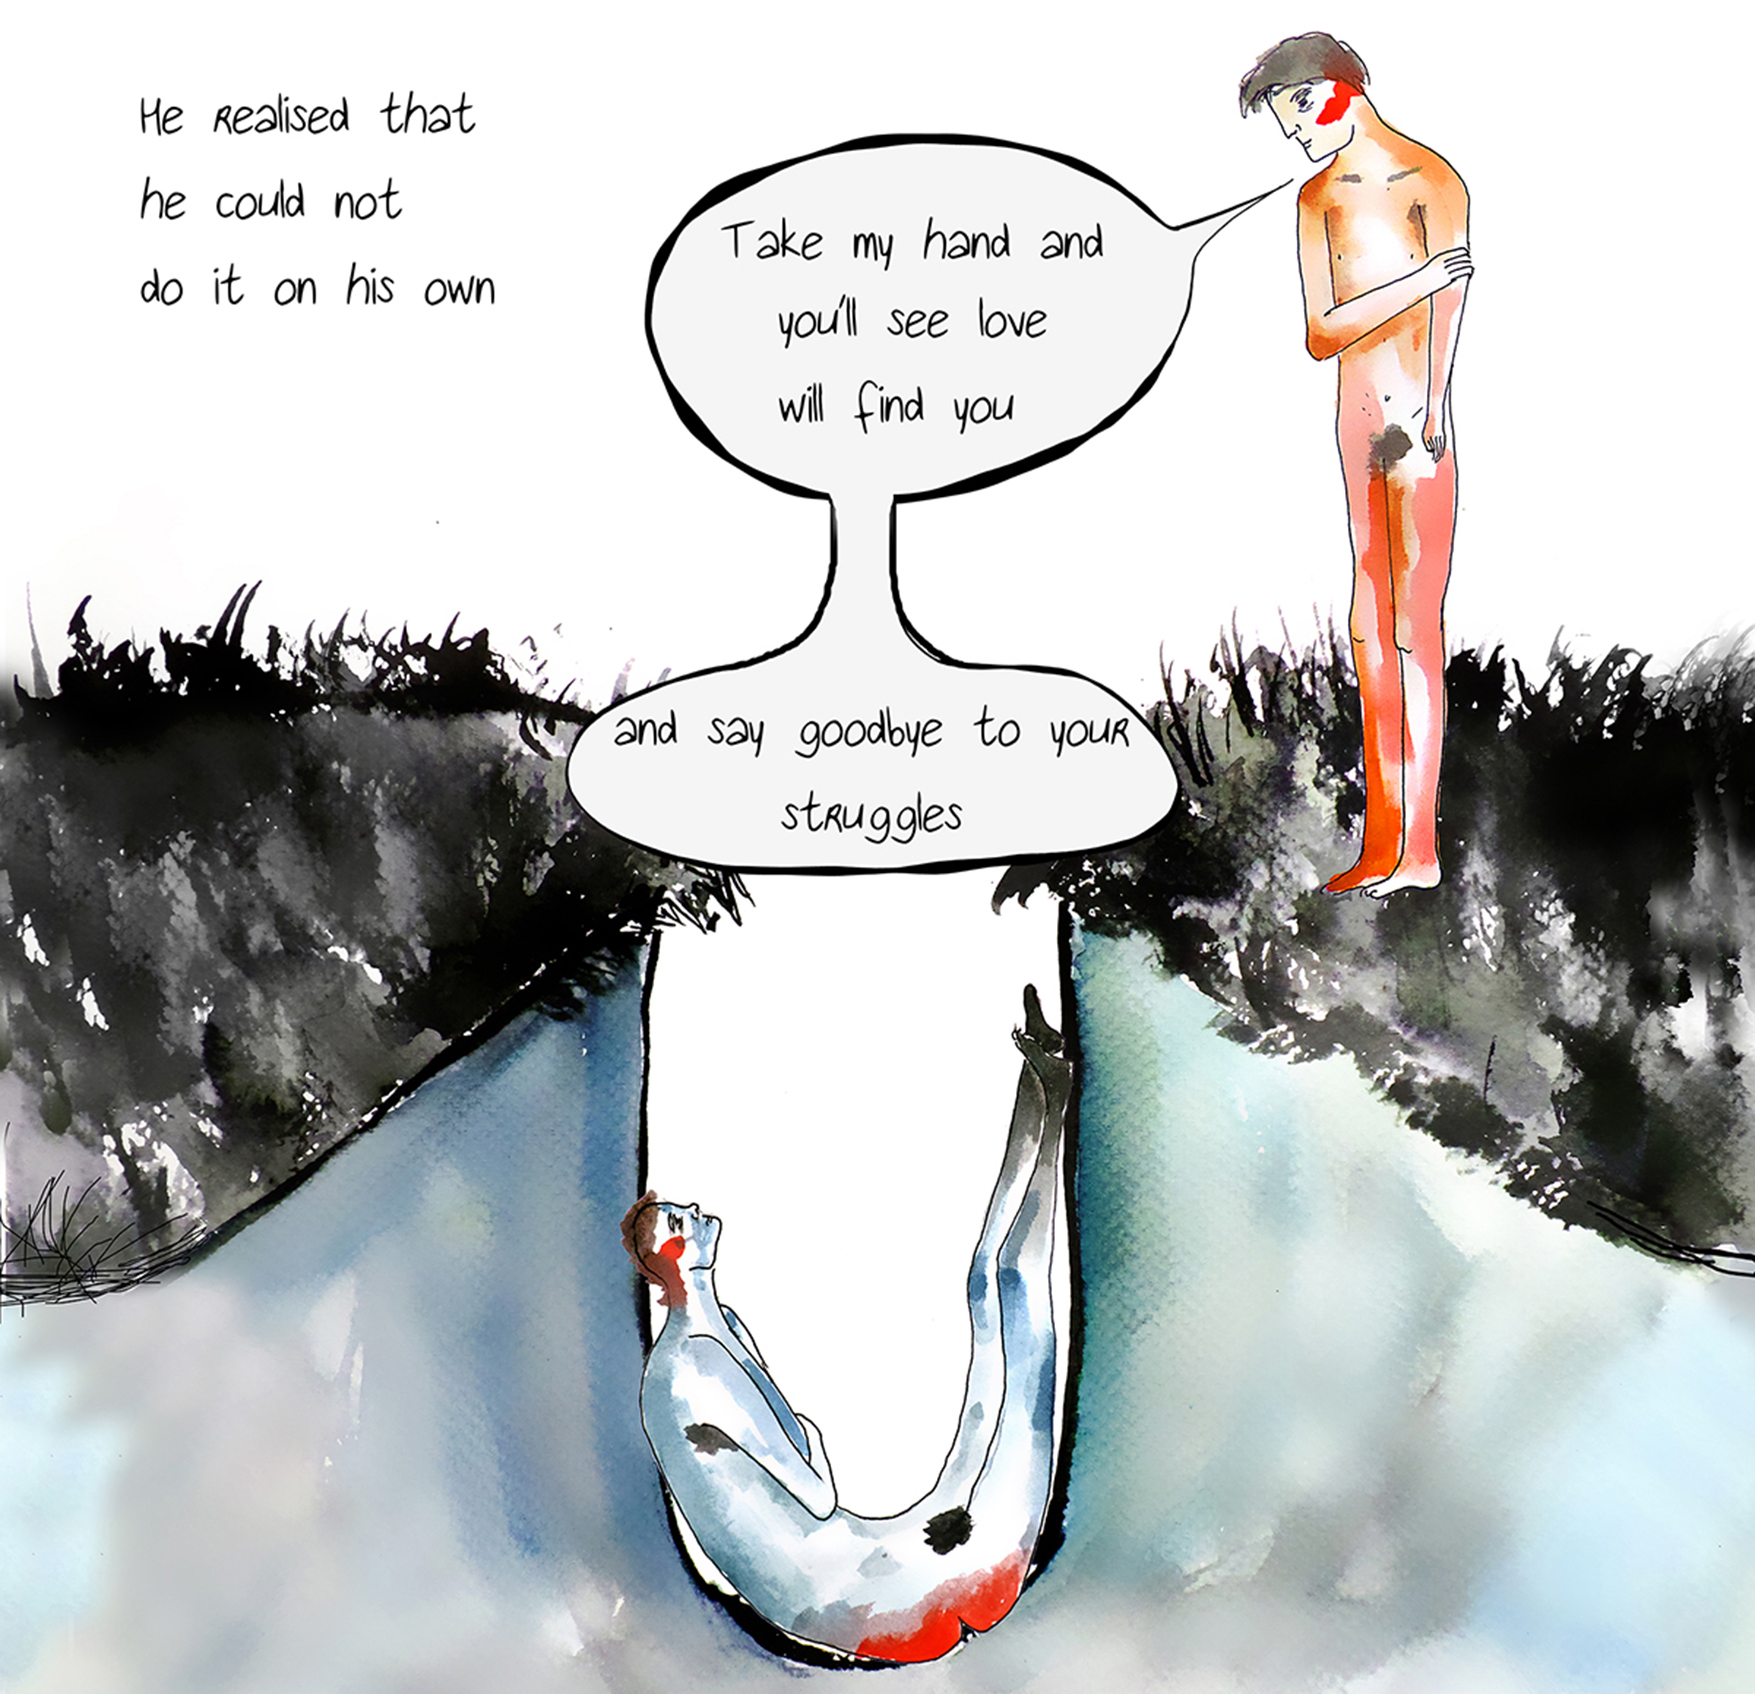 He realised that
he could not
do it on his own
Take my hand and
you'll see love
will find you
and say goodbye to your
struggles